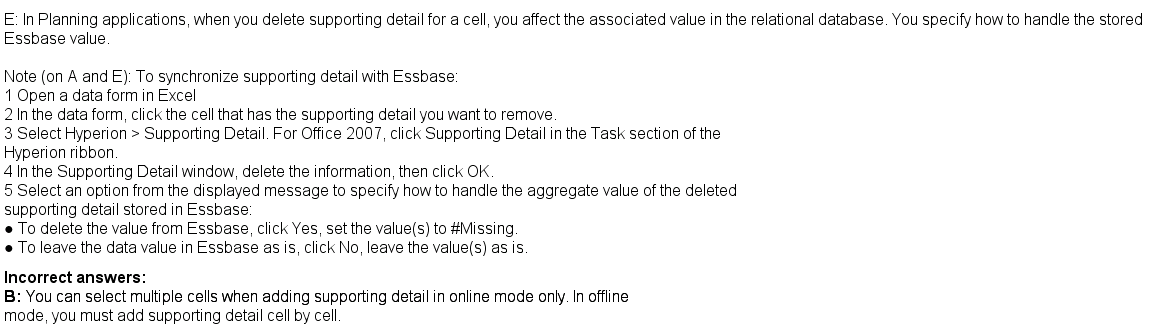 E: In Planning applications, when you delete supporting detail for a cell, you affect the associated value in the relational database. You specify how to handle the stored
Essbase value.
Note (on A and E): To synchronize supporting detail with Essbase:
1 Open a data form in Excel
2 In the data form, click the cell that has the supporting detail you want to remove.
3 Select Hyperion > Supporting Detail. For Office 2007, click Supporting Detail in the Task section of the
Hyperion ribbon.
4 In the Supporting Detail window, delete the information, then click OK.
5 Select an option from the displayed message to specify how to handle the aggregate value of the deleted
supporting detail stored in Essbase:
● To delete the value from Essbase, click Yes, set the value(s) to #Missing.
● To leave the data value in Essbase as is, click No, leave the value(s) as is.
Incorrect answers:
B: You can select multiple cells when adding supporting detail in online mode only. In offline
mode, you must add supporting detail cell by cell.